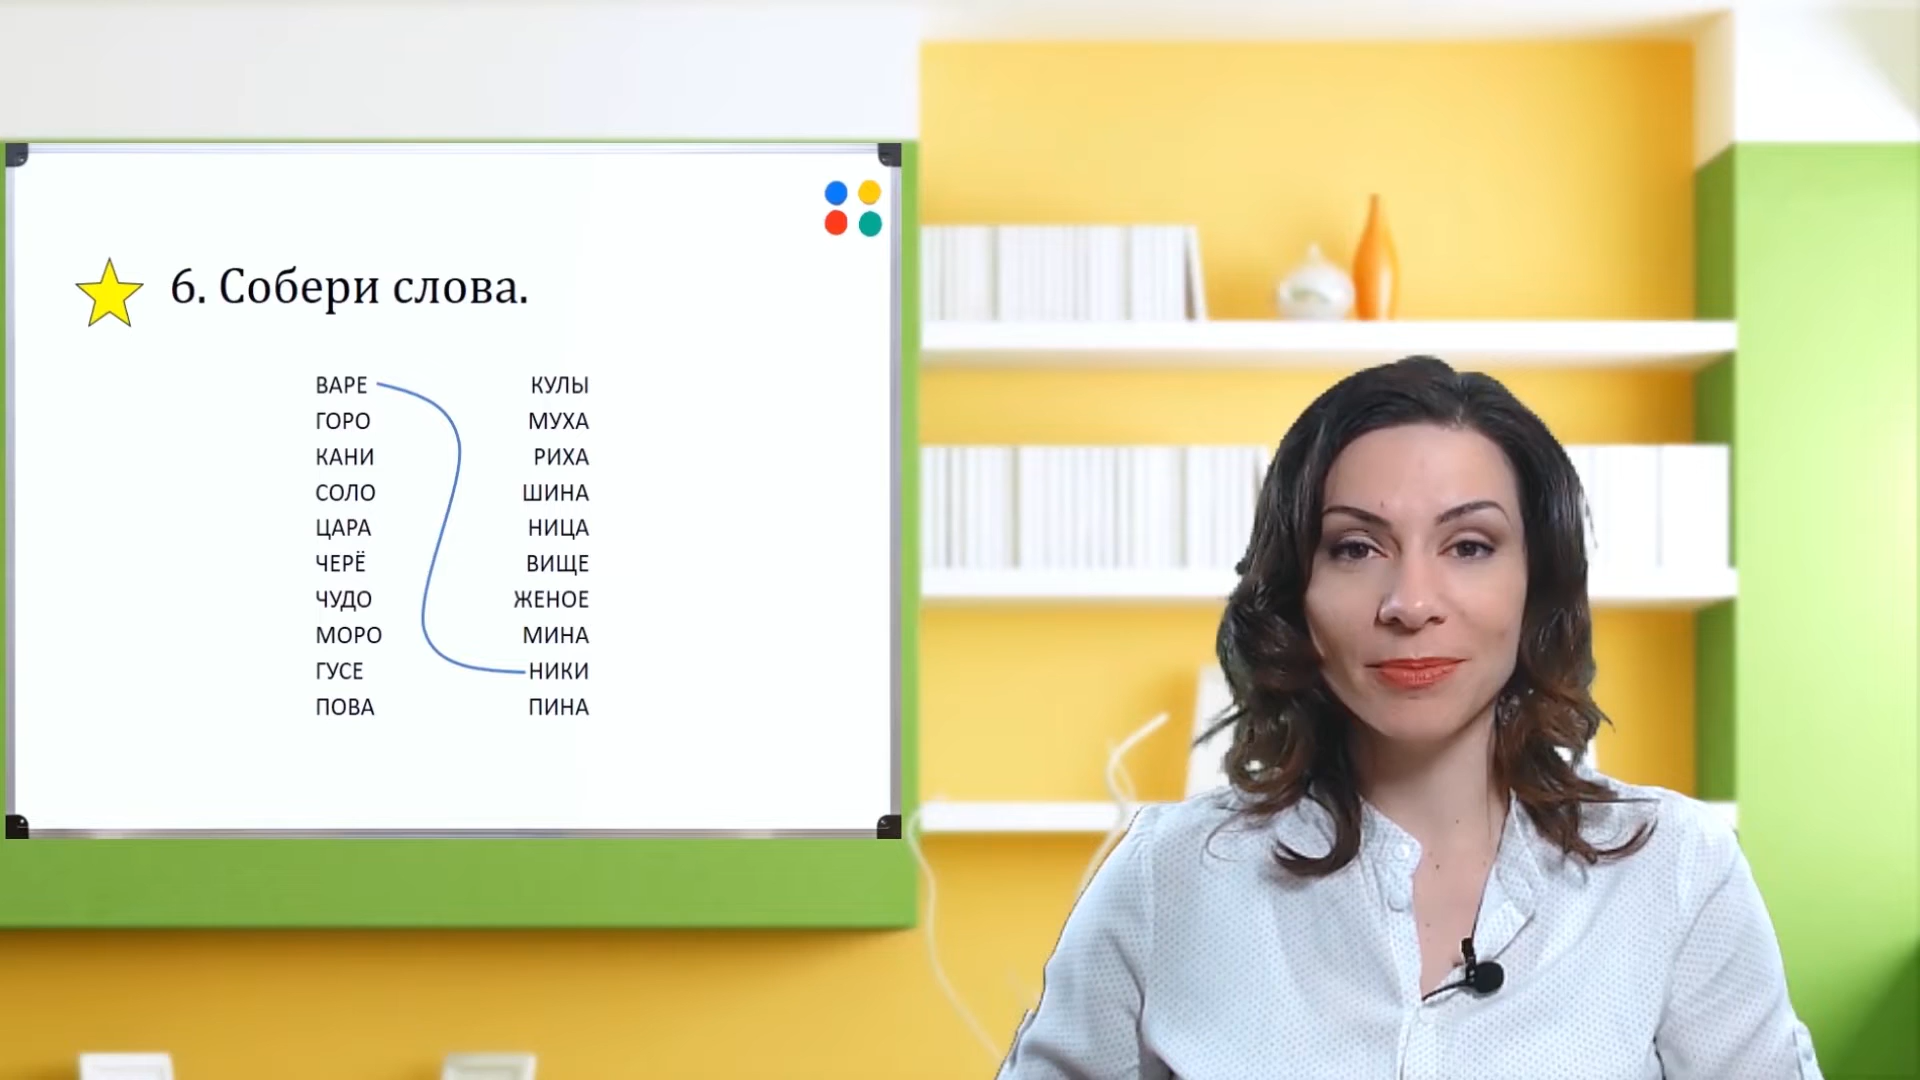 6. Собери слова.
ВАРЕ КУЛЫ
ГОРО МУХА
КАНИ РИХА
СОЛО ШИНА
ЦАРА НИЦА
ЧЕРЁ ВИЩЕ
ЧУДО ЖЕНОЕ
МОРО МИНА
ГУСЕ НИКИ
ПОВА ПИНА